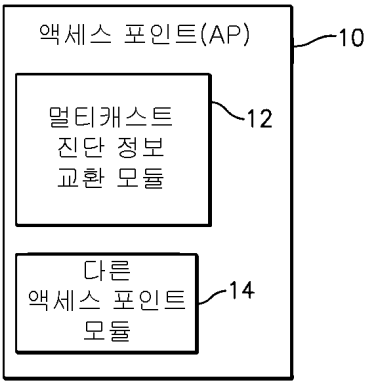 액세스 포인트(AP)
10
멀티캐스트
진단 정보
교환 모듈
12
다른
액세스 포인트
모듈
14